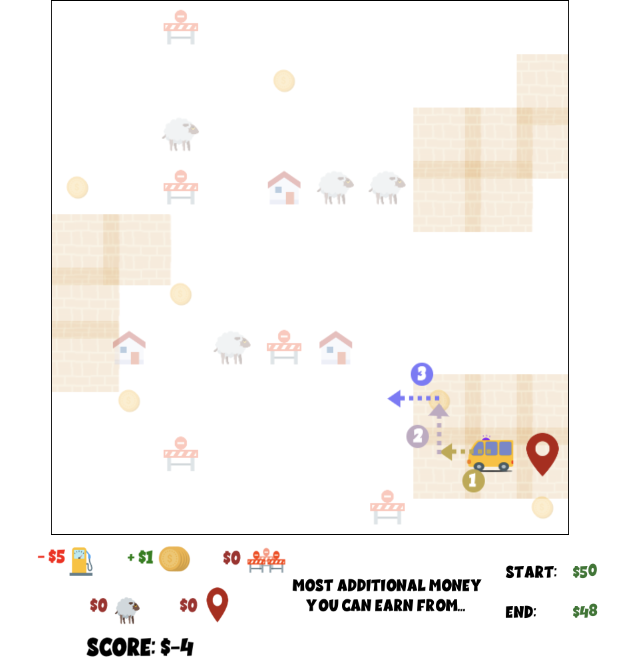 3
2
1
- $5 + $1 $0
$0 $0
SCORE: $-4
MOST ADDITIONAL MONEY
YOU CAN EARN FROM...
START: $50
END: $48